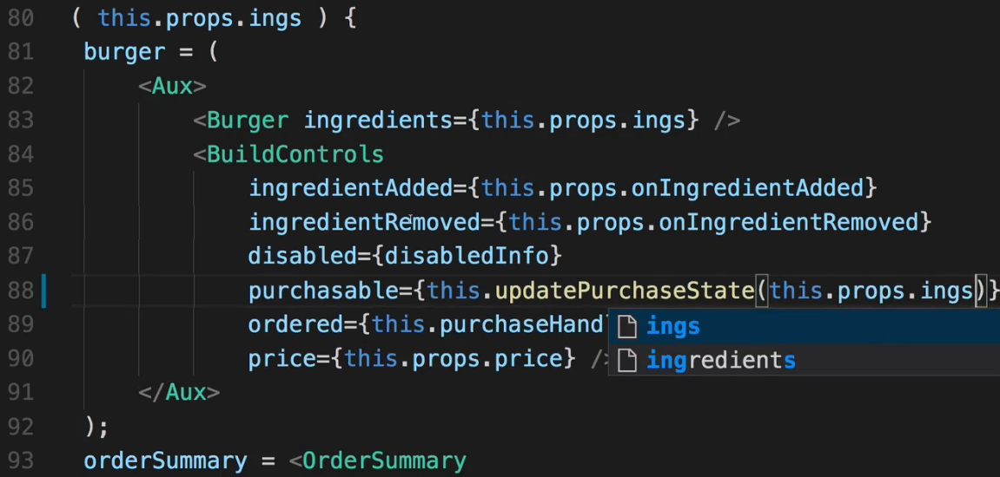 80 ( this.props.ings ) {
81 burger = (
82 <Aux>
83 <Burger ingredients={this.props.ings} />
84 <BuildControls
85 ingredientAdded={this.props.onIngredientAdded}
86 ingredientRemoved={this.props.onIngredientRemoved}
87 disabled={disabledInfo}
88 purchasable={this.updatePurchaseState(this.props.ings)}
89 ordered={this.purchaseHand
ings
90 price={this.props.price} />
ingredients
91 </Aux>
92 );
93 orderSummary = <OrderSummary